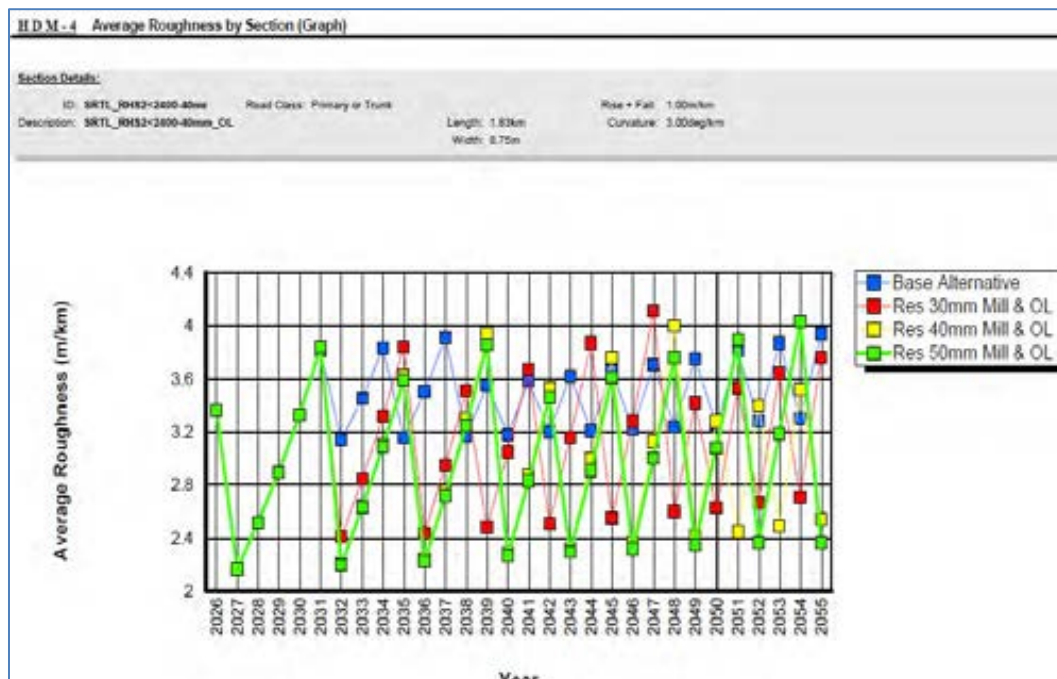 HDM-4 Average Roughness by Section (Graph)
Section Details:
ID: SRTL_RHS2<2400-40mm Road Class: Primary or Trunk Rise + Fall: 1.00m/km
Description: SRTL_RHS2<2400-40mm_OL Length: 1.83km Curvature: 3.00deg/km
Width: 8.75m
Average Roughness (m/km)
4.4
4
3.6
3.2
2.8
2.4
2
2026 2027 2028 2029 2030 2031 2032 2033 2034 2035 2036 2037 2038 2039 2040 2041 2042 2043 2044 2045 2046 2047 2048 2049 2050 2051 2052 2053 2054 2055
Year
Base Alternative
Res 30mm Mill & OL
Res 40mm Mill & OL
Res 50mm Mill & OL